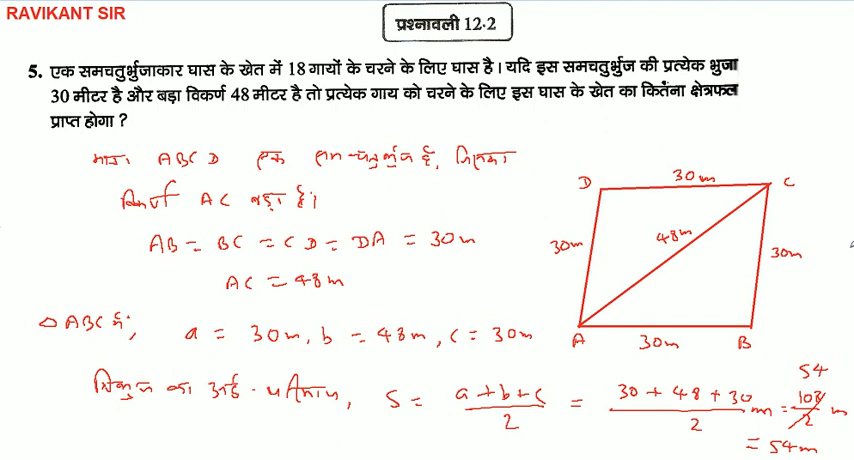 RAVIKANT SIR
प्रश्नावली 12·2
5. एक समचतुर्भुजाकार घास के खेत में 18 गायों के चरने के लिए घास है। यदि इस समचतुर्भुज की प्रत्येक भुजा
30 मीटर है और बड़ा विकर्ण 48 मीटर है तो प्रत्येक गाय को चरने के लिए इस घास के खेत का कितना क्षेत्रफल
प्राप्त होगा ?
माना ABCD एक समचतुर्भुज है, जिसका
विकर्ण AC बड़ा है।
AB = BC = CD = DA = 30m
AC = 48m
D 30m C
30m 48m 30m
A 30m B
△ABC में,
a = 30m, b = 48m, c = 30m
त्रिभुज का अर्द्ध-परिमाप, S = a+b+c/2 = 30+48+30/2 m = 54 108/2 m
= 54m